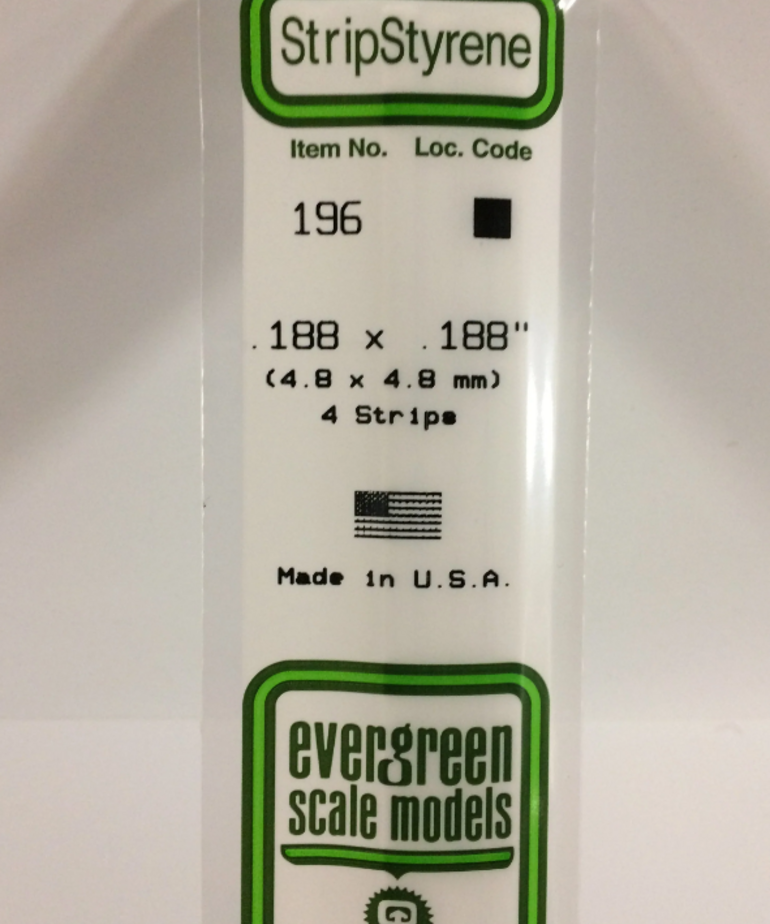 StripStyrene
Item No. Loc. Code
196
.188 x .188"
(4.8 x 4.8 mm)
4 Strips
Made in U.S.A.
evergreen
scale models